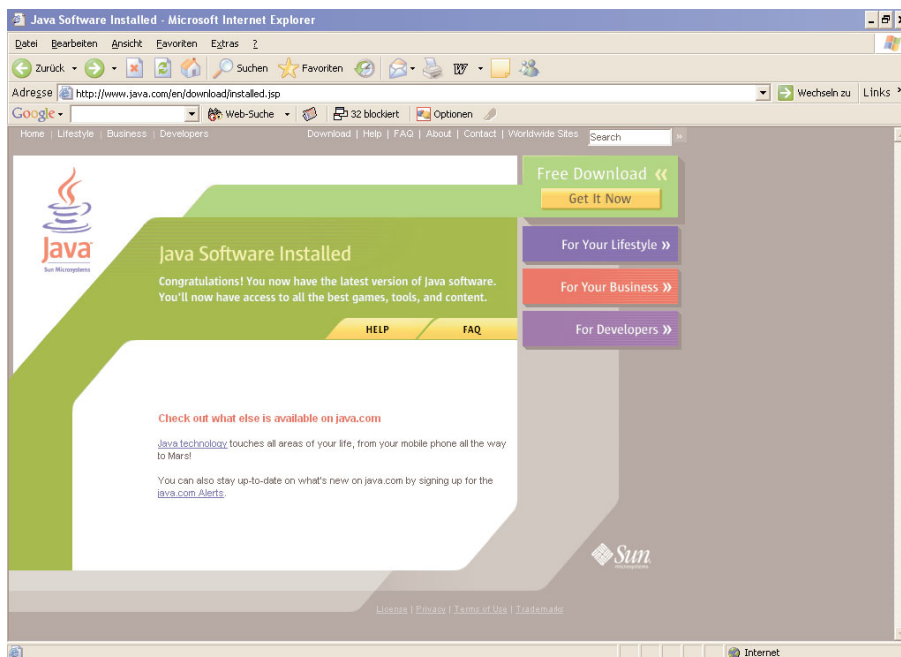 Java Software Installed - Microsoft Internet Explorer
Datei Bearbeiten Ansicht Favoriten Extras ?
Zurück Suchen Favoriten
Adresse http://www.java.com/en/download/installed.jsp Wechseln zu Links
Google Web-Suche 32 blockiert Optionen
Home | Lifestyle | Business | Developers Download | Help | FAQ | About | Contact | Worldwide Sites Search »
Free Download «
Get It Now
Java
Sun Microsystems
For Your Lifestyle »
Java Software Installed
Congratulations! You now have the latest version of Java software.
You'll now have access to all the best games, tools, and content.
For Your Business »
HELP FAQ
For Developers »
Check out what else is available on java.com
Java technology touches all areas of your life, from your mobile phone all the way
to Mars!
You can also stay up-to-date on what's new on java.com by signing up for the
java.com Alerts.
Sun
microsystems
License | Privacy | Terms of Use | Trademarks
Internet